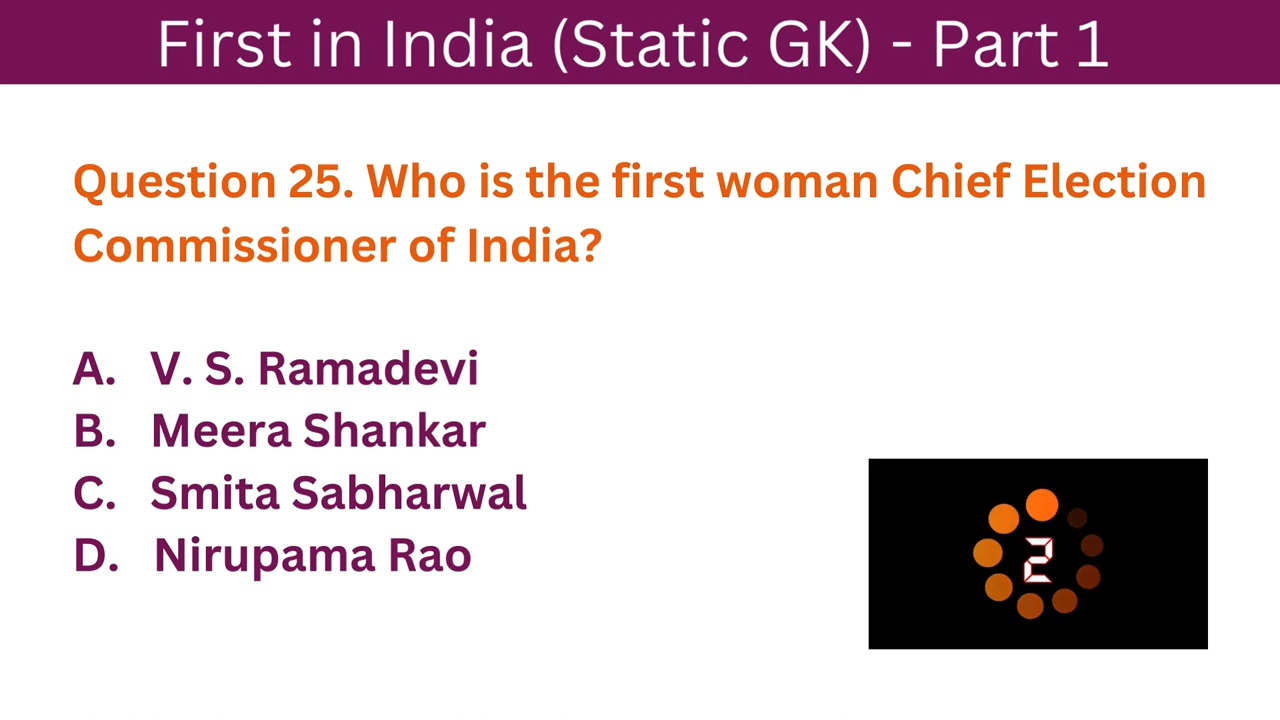 First in India (Static GK) - Part 1
Question 25. Who is the first woman Chief Election
Commissioner of India?
A. V. S. Ramadevi
B. Meera Shankar
C. Smita Sabharwal
D. Nirupama Rao
2